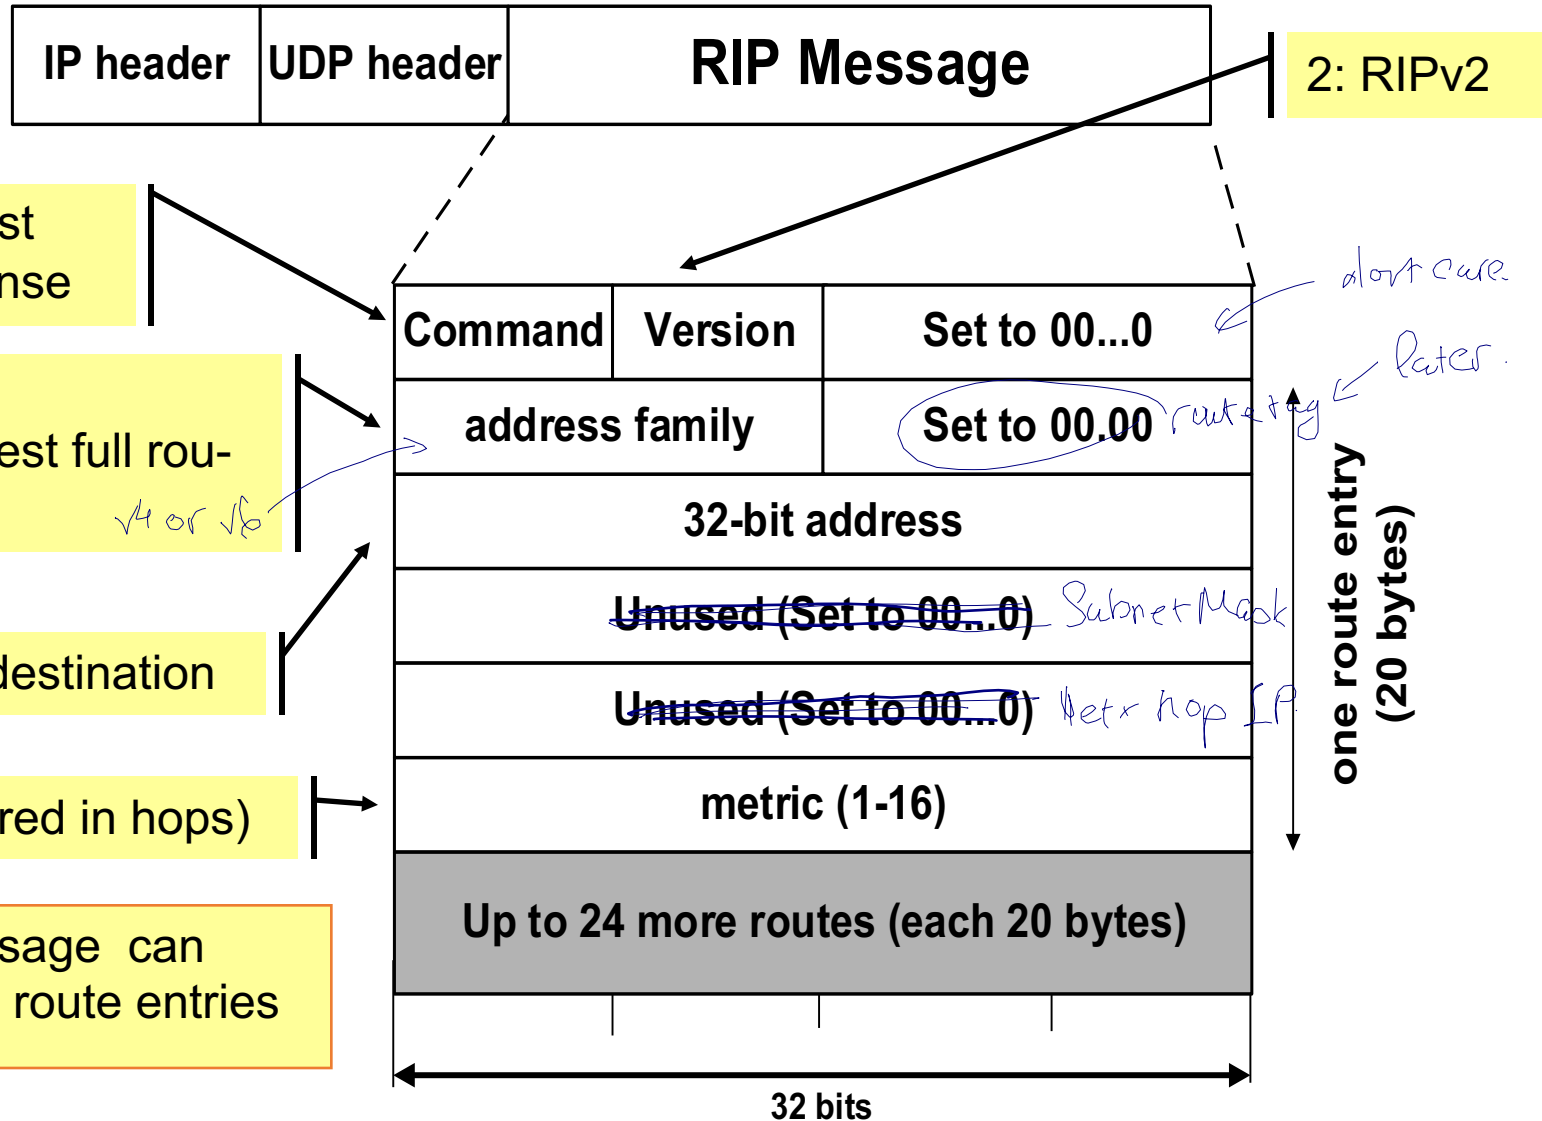 IP header UDP header RIP Message
2: RIPv2
st
nse
dont care.
Command Version Set to 00...0
later.
address family Set to 00.00 route tag
est full rou-
v4 or v6
32-bit address
Unused (Set to 00...0) Subnet Mask
destination
Unused (Set to 00...0) Next hop IP
red in hops)
metric (1-16)
one route entry
(20 bytes)
Up to 24 more routes (each 20 bytes)
sage can
route entries
32 bits